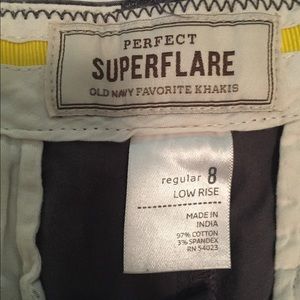 PERFECT
SUPERFLARE
OLD NAVY FAVORITE KHAKIS
regular 8
LOW RISE
MADE IN
INDIA
97% COTTON
3% SPANDEX
RN 54023